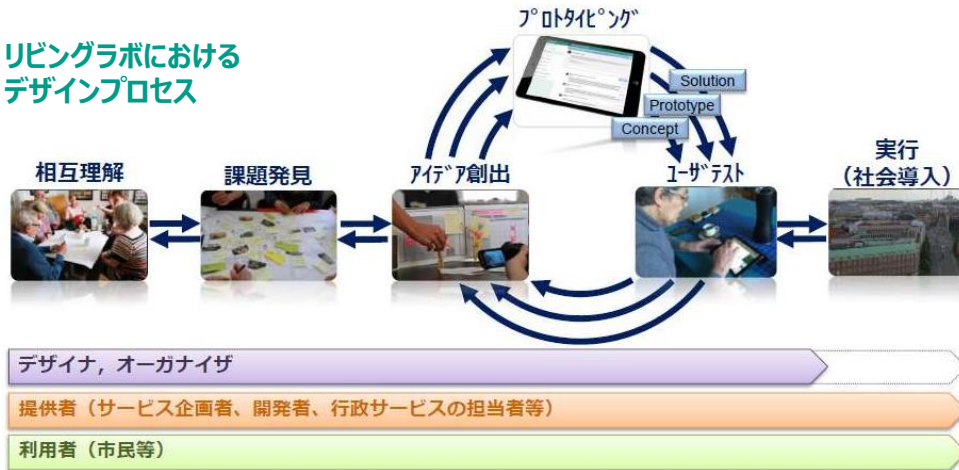 リビングラボにおける
デザインプロセス
プロトタイピング
Solution
Prototype
Concept
相互理解
課題発見
アイデア創出
ユーザテスト
実行
(社会導入)
デザイナ, オーガナイザ
提供者(サービス企画者、開発者、行政サービスの担当者等)
利用者(市民等)